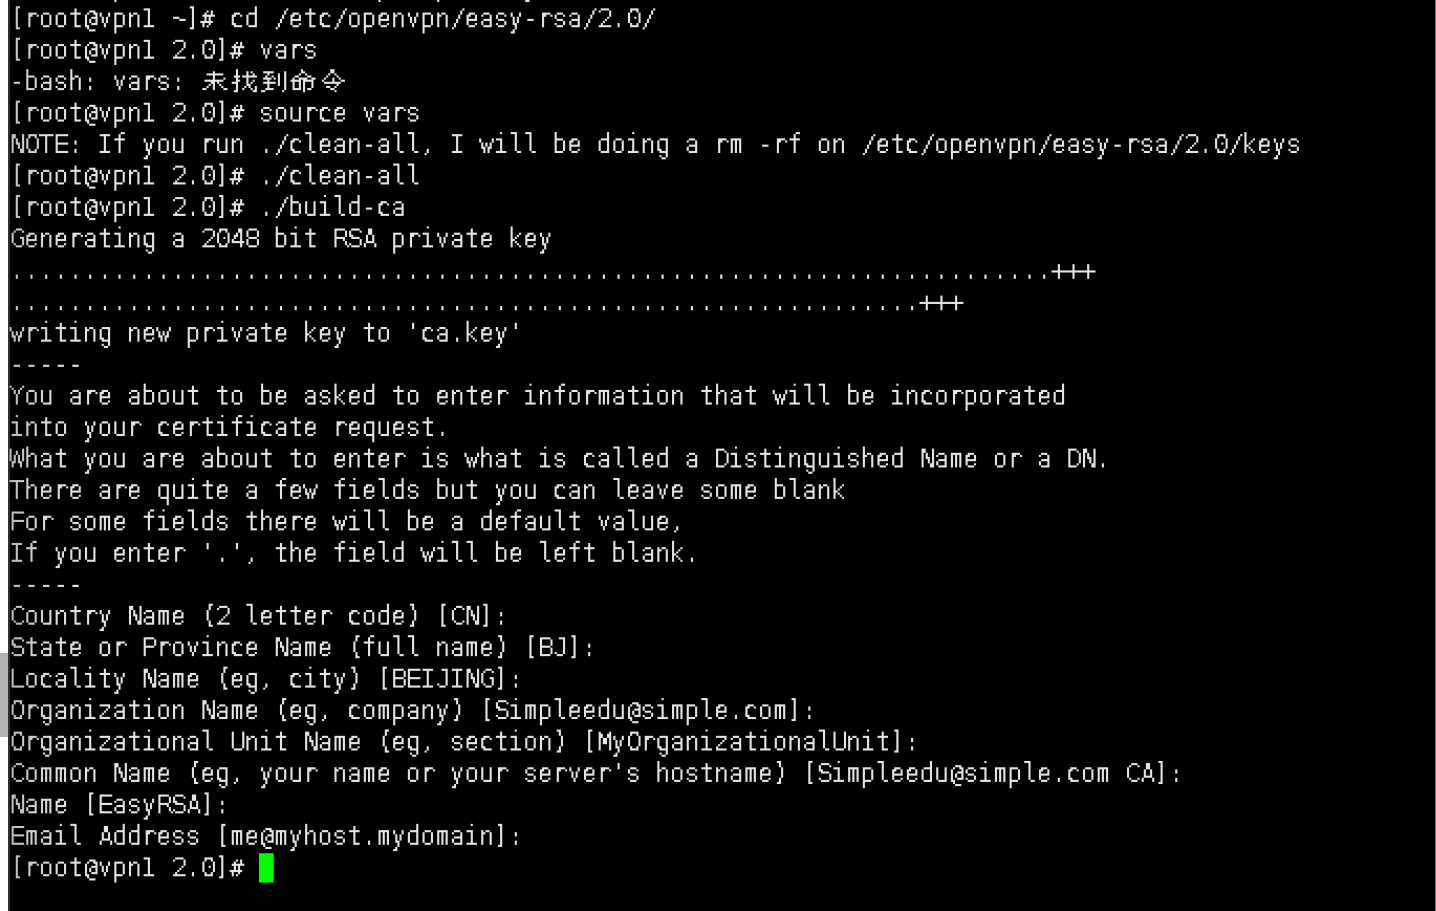 [root@vpn1 ~]# cd /etc/openvpn/easy-rsa/2.0/
[root@vpn1 2.0]# vars
-bash: vars: 未找到命令
[root@vpn1 2.0]# source vars
NOTE: If you run ./clean-all, I will be doing a rm -rf on /etc/openvpn/easy-rsa/2.0/keys
[root@vpn1 2.0]# ./clean-all
[root@vpn1 2.0]# ./build-ca
Generating a 2048 bit RSA private key
.......................................................................+++
..............................................................+++
writing new private key to 'ca.key'
-----
You are about to be asked to enter information that will be incorporated
into your certificate request.
What you are about to enter is what is called a Distinguished Name or a DN.
There are quite a few fields but you can leave some blank
For some fields there will be a default value,
If you enter '.', the field will be left blank.
-----
Country Name (2 letter code) [CN]:
State or Province Name (full name) [BJ]:
Locality Name (eg, city) [BEIJING]:
Organization Name (eg, company) [Simpleedu@simple.com]:
Organizational Unit Name (eg, section) [MyOrganizationalUnit]:
Common Name (eg, your name or your server's hostname) [Simpleedu@simple.com CA]:
Name [EasyRSA]:
Email Address [me@myhost.mydomain]:
[root@vpn1 2.0]#